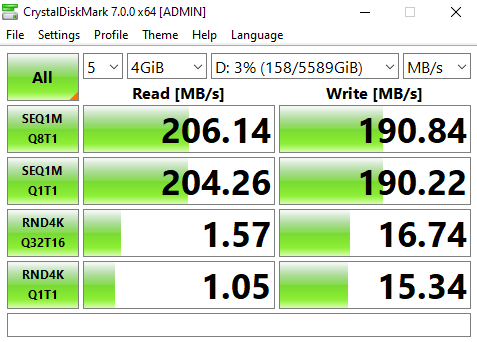 CrystalDiskMark 7.0.0 x64 [ADMIN]
File Settings Profile Theme Help Language
All 5 4GiB D: 3% (158/5589GiB) MB/s
Read [MB/s] Write [MB/s]
SEQ1M Q8T1 206.14 190.84
SEQ1M Q1T1 204.26 190.22
RND4K Q32T16 1.57 16.74
RND4K Q1T1 1.05 15.34